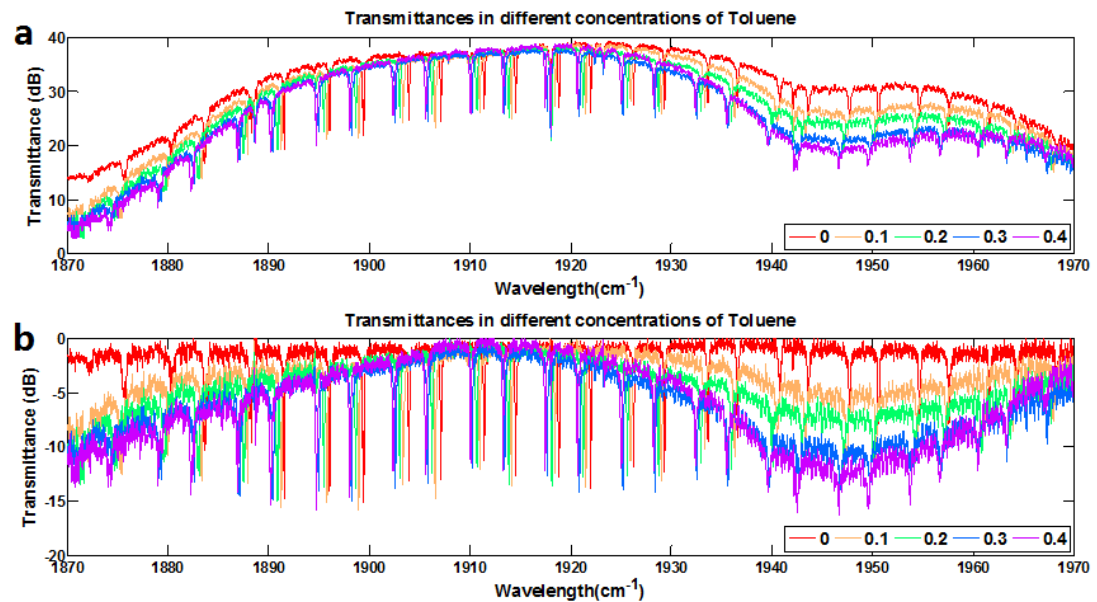 a
Transmittances in different concentrations of Toluene
40
30
20
10
0
Transmittance (dB)
0 0.1 0.2 0.3 0.4
1870 1880 1890 1900 1910 1920 1930 1940 1950 1960 1970
Wavelength(cm⁻¹)
b
Transmittances in different concentrations of Toluene
0
-5
-10
-15
-20
Transmittance (dB)
0 0.1 0.2 0.3 0.4
1870 1880 1890 1900 1910 1920 1930 1940 1950 1960 1970
Wavelength(cm⁻¹)